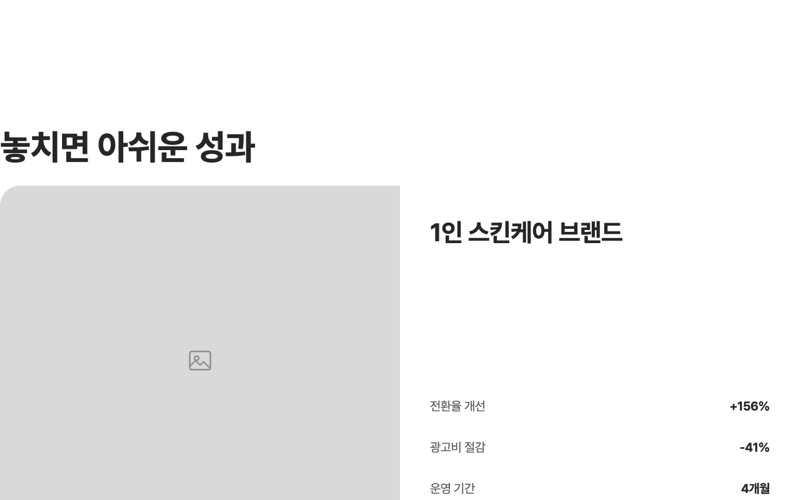 놓치면 아쉬운 성과
1인 스킨케어 브랜드
전환율 개선 +156%
광고비 절감 -41%
운영 기간 4개월